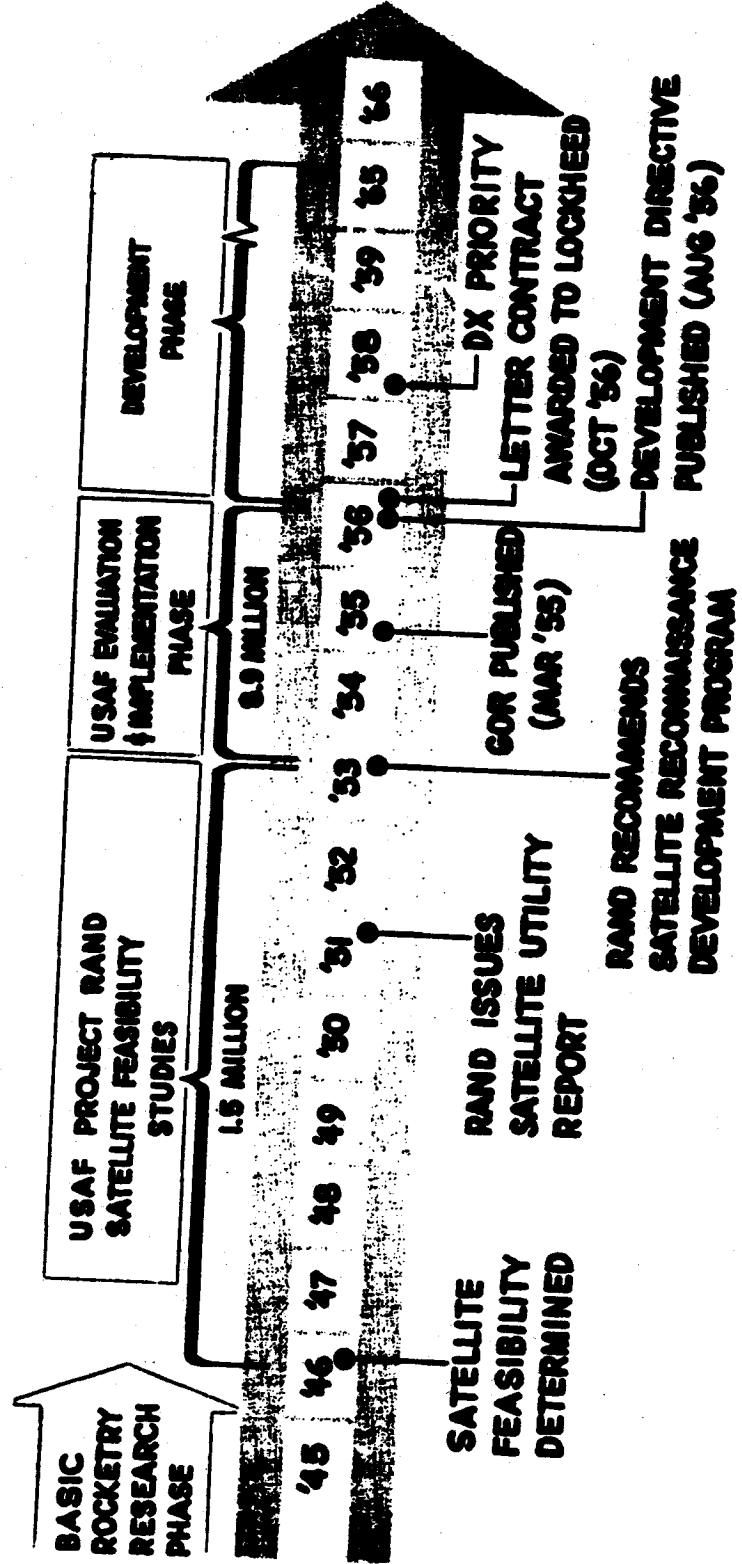 BASIC
ROCKETRY
RESEARCH
PHASE
USAF PROJECT RAND
SATELLITE FEASIBILITY
STUDIES
USAF EVALUATION
& IMPLEMENTATION
PHASE
DEVELOPMENT
PHASE
1.5 MILLION
8.9 MILLION
'45 '46 '47 '48 '49 '50 '51 '52 '53 '54 '55 '56 '57 '58 '59 '65 '66
SATELLITE
FEASIBILITY
DETERMINED
RAND ISSUES
SATELLITE UTILITY
REPORT
RAND RECOMMENDS
SATELLITE RECONNAISSANCE
DEVELOPMENT PROGRAM
GOR PUBLISHED
(MAR '55)
DX PRIORITY
LETTER CONTRACT
AWARDED TO LOCKHEED
(OCT '56)
DEVELOPMENT DIRECTIVE
PUBLISHED (AUG '56)